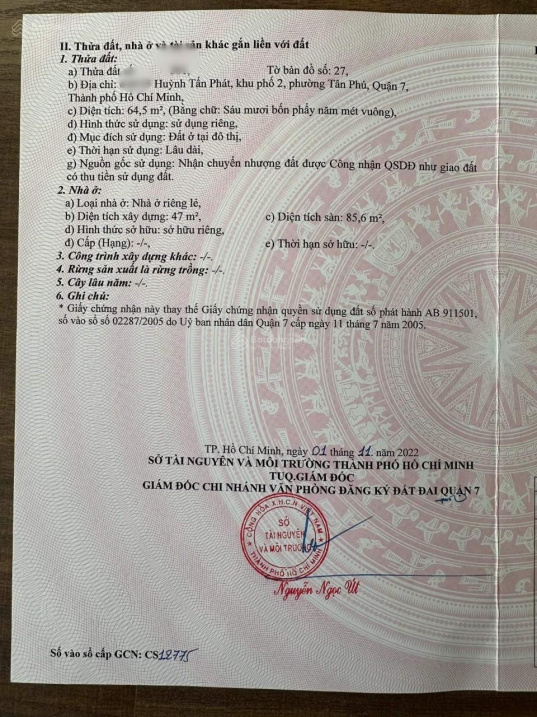 II. Thửa đất, nhà ở và tài sản khác gắn liền với đất
1. Thửa đất:
a) Thửa đất
Tờ bản đồ số: 27,
b) Địa chỉ: Huỳnh Tấn Phát, khu phố 2, phường Tân Phú, Quận 7,
Thành phố Hồ Chí Minh,
c) Diện tích: 64,5 m², (Bằng chữ: Sáu mươi bốn phẩy năm mét vuông),
d) Hình thức sử dụng: sử dụng riêng,
đ) Mục đích sử dụng: Đất ở tại đô thị,
e) Thời hạn sử dụng: Lâu dài,
g) Nguồn gốc sử dụng: Nhận chuyển nhượng đất được Công nhận QSDĐ như giao đất
có thu tiền sử dụng đất.
2. Nhà ở:
a) Loại nhà ở: Nhà ở riêng lẻ,
b) Diện tích xây dựng: 47 m², c) Diện tích sàn: 85,6 m²,
d) Hình thức sở hữu: sở hữu riêng,
đ) Cấp (Hạng): -/-, e) Thời hạn sở hữu: -/-.
3. Công trình xây dựng khác: -/-.
4. Rừng sản xuất là rừng trồng: -/-.
5. Cây lâu năm: -/-.
6. Ghi chú:
* Giấy chứng nhận này thay thế Giấy chứng nhận quyền sử dụng đất số phát hành AB 911501,
số vào sổ số 02287/2005 do Uỷ ban nhân dân Quận 7 cấp ngày 11 tháng 7 năm 2005.
TP. Hồ Chí Minh, ngày 01 tháng 11 năm 2022
SỞ TÀI NGUYÊN VÀ MÔI TRƯỜNG THÀNH PHỐ HỒ CHÍ MINH
TUQ.GIÁM ĐỐC
GIÁM ĐỐC CHI NHÁNH VĂN PHÒNG ĐĂNG KÝ ĐẤT ĐAI QUẬN 7
CỘNG HÒA X.H.C.N VIỆT NAM
SỞ
TÀI NGUYÊN
VÀ MÔI TRƯỜNG
THÀNH PHỐ HỒ CHÍ MINH
Nguyễn Ngọc Út
Số vào sổ cấp GCN: CS12775